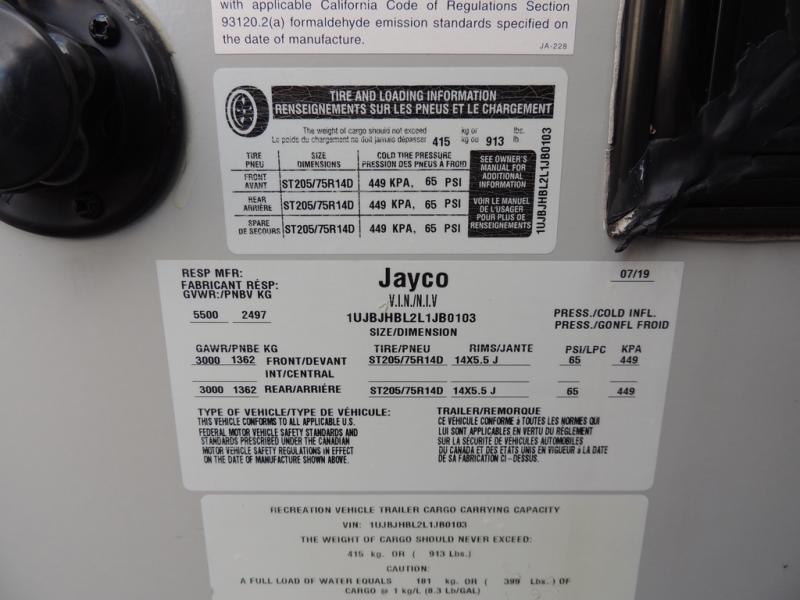 with applicable California Code of Regulations Section
93120.2(a) formaldehyde emission standards specified on
the date of manufacture.
JA-228
TIRE AND LOADING INFORMATION
RENSEIGNEMENTS SUR LES PNEUS ET LE CHARGEMENT
The weight of cargo should not exceed 415 kg or 913 lbs.
Le poids du chargement ne doit jamais dépasser kg ou lb
TIRE SIZE COLD TIRE PRESSURE
PNEU DIMENSIONS PRESSION DES PNEUS A FROID
FRONT
AVANT ST205/75R14D 449 KPA, 65 PSI
REAR
ARRIÈRE ST205/75R14D 449 KPA, 65 PSI
SPARE
DE SECOURS ST205/75R14D 449 KPA, 65 PSI
SEE OWNER'S
MANUAL FOR
ADDITIONAL
INFORMATION
VOIR LE MANUEL
DE L'USAGER
POUR PLUS DE
RENSEIGNEMENTS
1UJBJHBL2L1JB0103
RESP MFR: Jayco 07/19
FABRICANT RÉSP:
GVWR:/PNBV KG V.I.N./N.I.V
5500 2497 1UJBJHBL2L1JB0103 PRESS./COLD INFL.
SIZE/DIMENSION PRESS./GONFL FROID
GAWR/PNBE KG TIRE/PNEU RIMS/JANTE PSI/LPC KPA
3000 1362 FRONT/DEVANT ST205/75R14D 14X5.5 J 65 449
INT/CENTRAL
3000 1362 REAR/ARRIÉRE ST205/75R14D 14X5.5 J 65 449
TYPE OF VEHICLE/TYPE DE VÉHICULE: TRAILER/REMORQUE
THIS VEHICLE CONFORMS TO ALL APPLICABLE U.S.
FEDERAL MOTOR VEHICLE SAFETY STANDARDS AND
STANDARDS PRESCRIBED UNDER THE CANADIAN
MOTOR VEHICLE SAFETY REGULATIONS IN EFFECT
ON THE DATE OF MANUFACTURE SHOWN ABOVE.
CE VÉHICULE CONFORME A TOUTES LES NORMES QUI
LUI SONT APPLICABLES EN VERTU DU RÉGLEMENT
SUR LA SÉCURITÉ DE VÉHICULES AUTOMOBILES
DU CANADA ET DES ETATS UNIS EN VIGUEUR à LA DATE
DE SA FABRICATION CI-DESSUS.
RECREATION VEHICLE TRAILER CARGO CARRYING CAPACITY
VIN: 1UJBJHBL2L1JB0103
THE WEIGHT OF CARGO SHOULD NEVER EXCEED:
415 kg. OR ( 913 Lbs.)
CAUTION:
A FULL LOAD OF WATER EQUALS 181 kg. OR ( 399 Lbs.) OF
CARGO @ 1 kg/L (8.3 Lb/GAL)